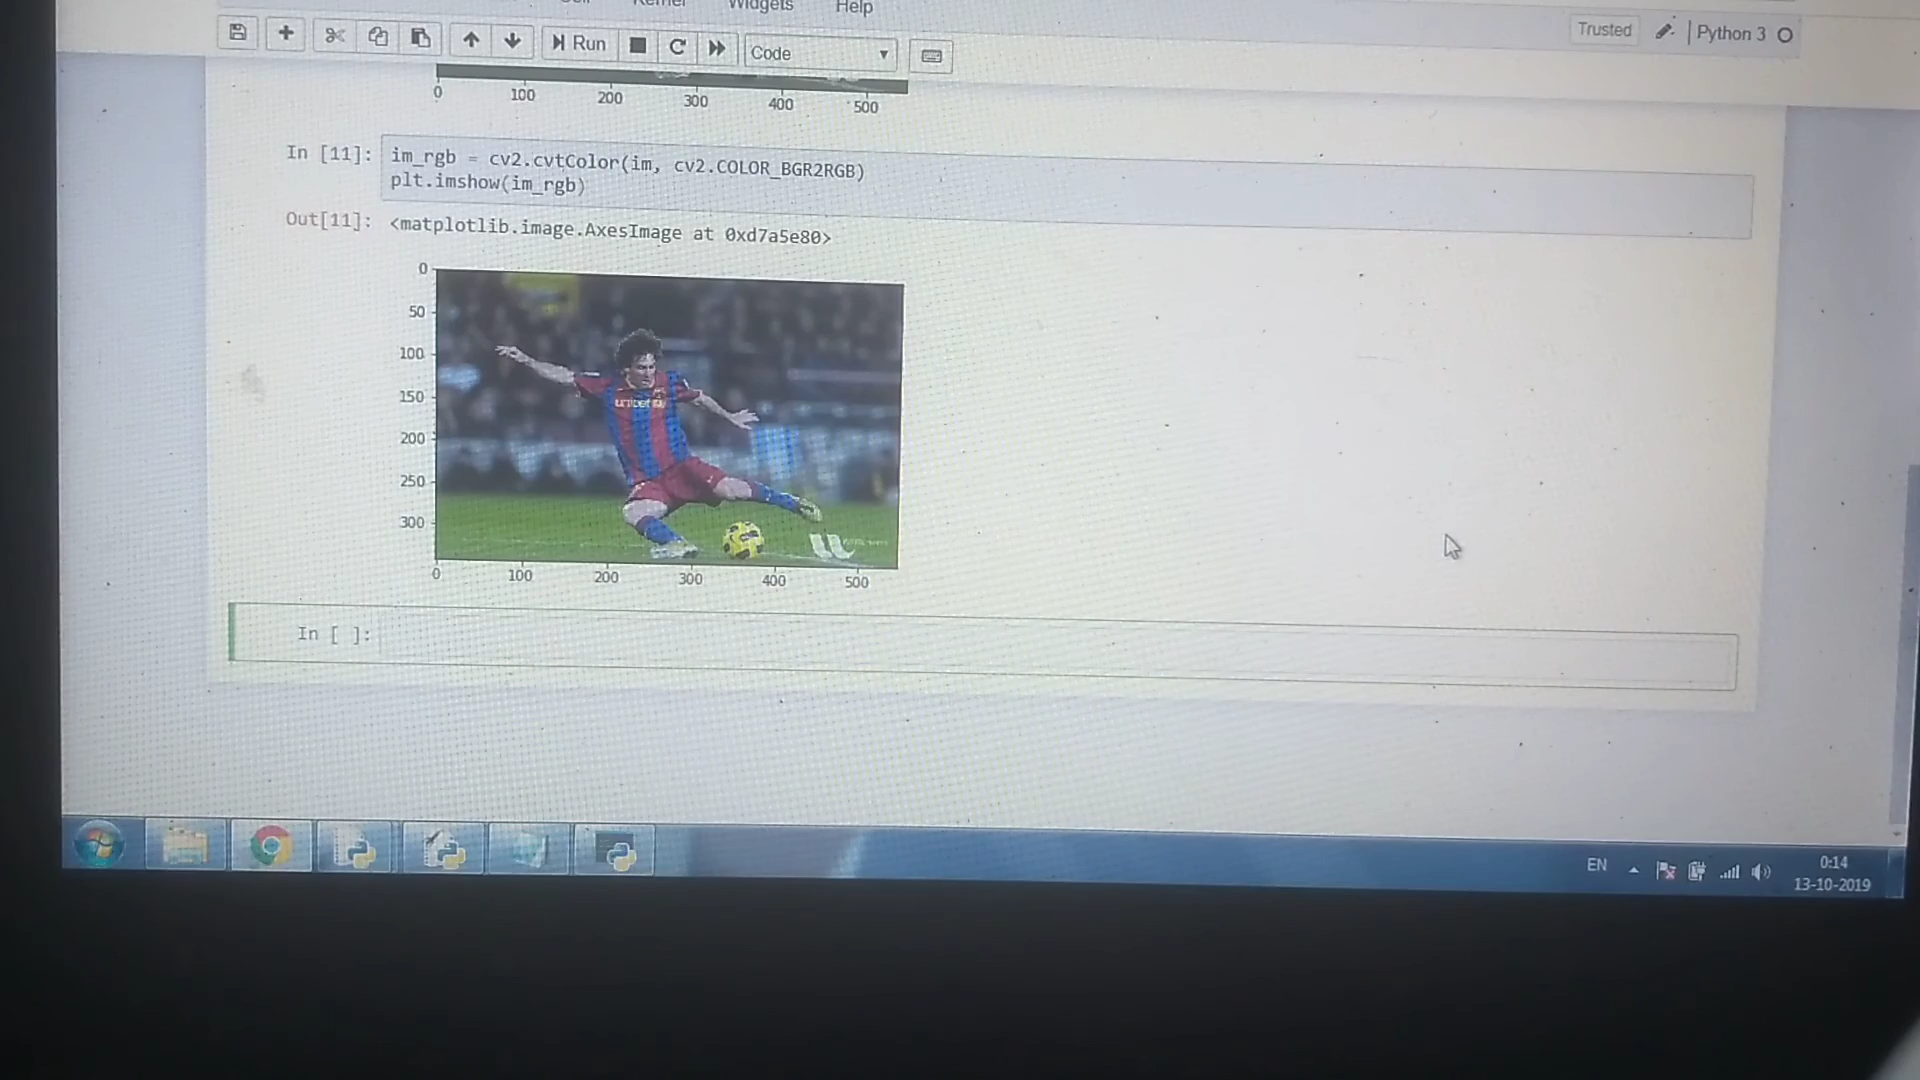 Kernel Widgets Help
Run Code Trusted Python 3
0 100 200 300 400 500
In [11]: im_rgb = cv2.cvtColor(im, cv2.COLOR_BGR2RGB)
plt.imshow(im_rgb)
Out[11]: <matplotlib.image.AxesImage at 0xd7a5e80>
0
50
100
150
200
250
300
0 100 200 300 400 500
In [ ]:
EN
0:14
13-10-2019